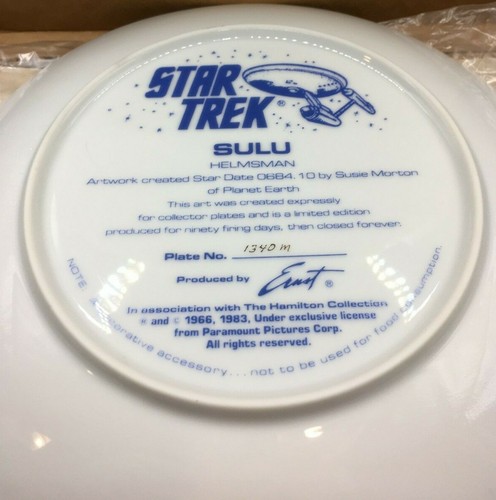 STAR TREK®
SULU
HELMSMAN
Artwork created Star Date 0684.10 by Susie Morton
of Planet Earth
This art was created expressly
for collector plates and is a limited edition
produced for ninety firing days, then closed forever.
Plate No. 1340 m
Produced by Ernst ®
In association with The Hamilton Collection
® and © 1966, 1983, Under exclusive license
from Paramount Pictures Corp.
All rights reserved.
NOTE: accessory... not to be used for food